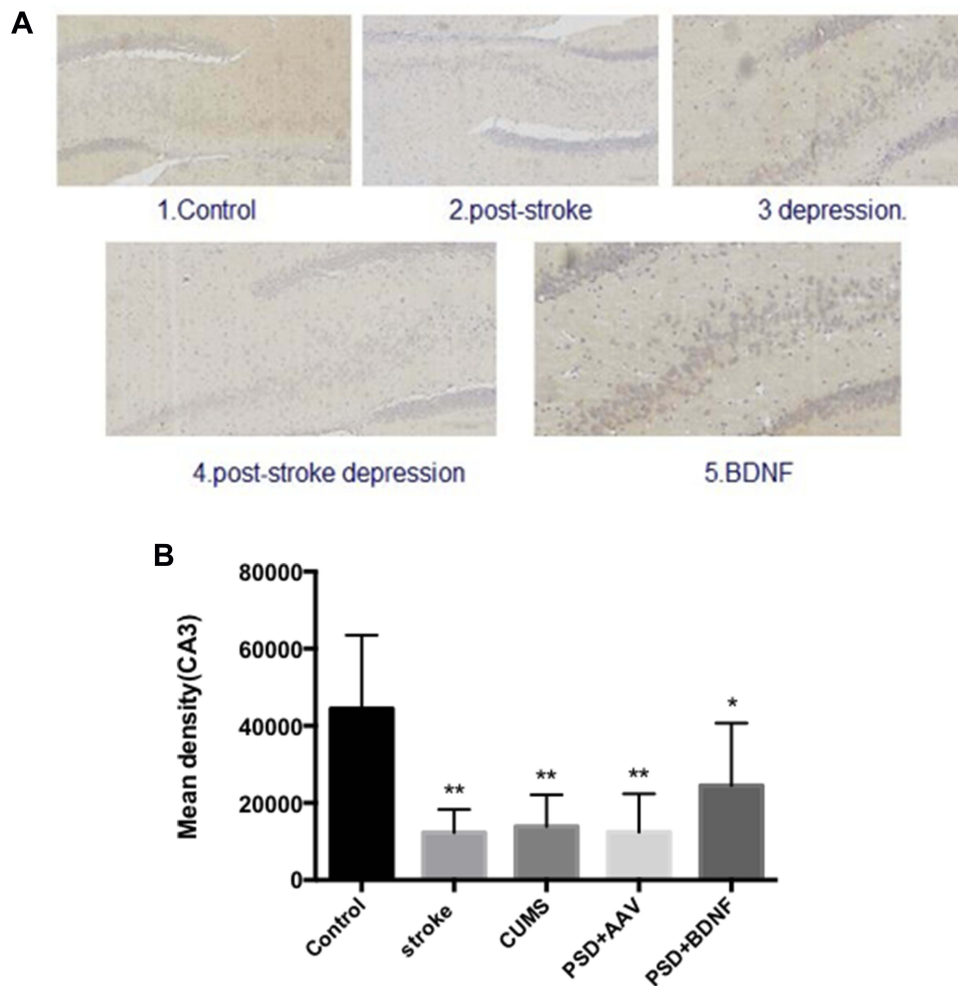 A
1.Control
2.post-stroke
3 depression.
4.post-stroke depression
5.BDNF
B
Mean density(CA3)
80000
60000
40000
20000
0
**
**
**
*
Control
stroke
CUMS
PSD+AAV
PSD+BDNF